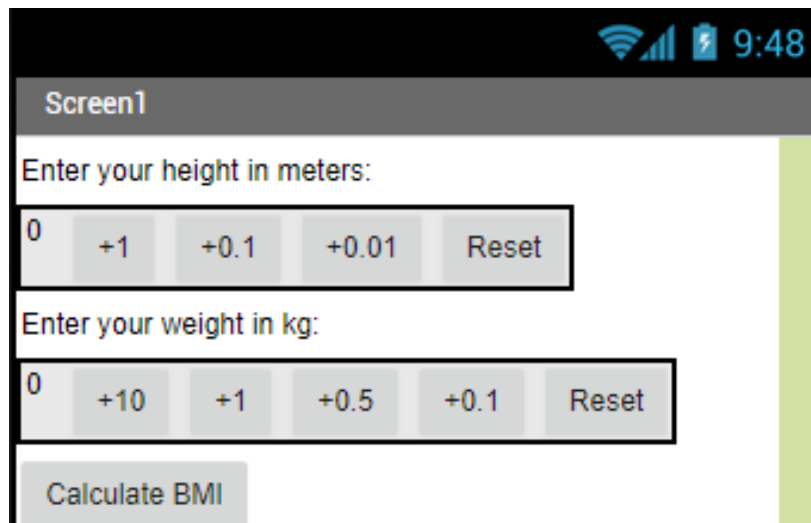 9:48
Screen1
Enter your height in meters:
0 +1 +0.1 +0.01 Reset
Enter your weight in kg:
0 +10 +1 +0.5 +0.1 Reset
Calculate BMI